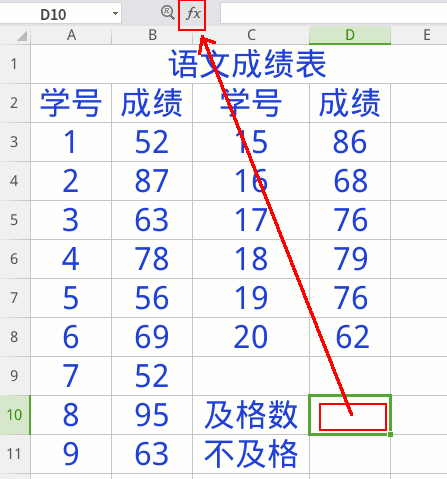 D10 fx
A B C D E
1 语文成绩表
2 学号 成绩 学号 成绩
3 1 52 15 86
4 2 87 16 68
5 3 63 17 76
6 4 78 18 79
7 5 56 19 76
8 6 69 20 62
9 7 52
10 8 95 及格数
11 9 63 不及格